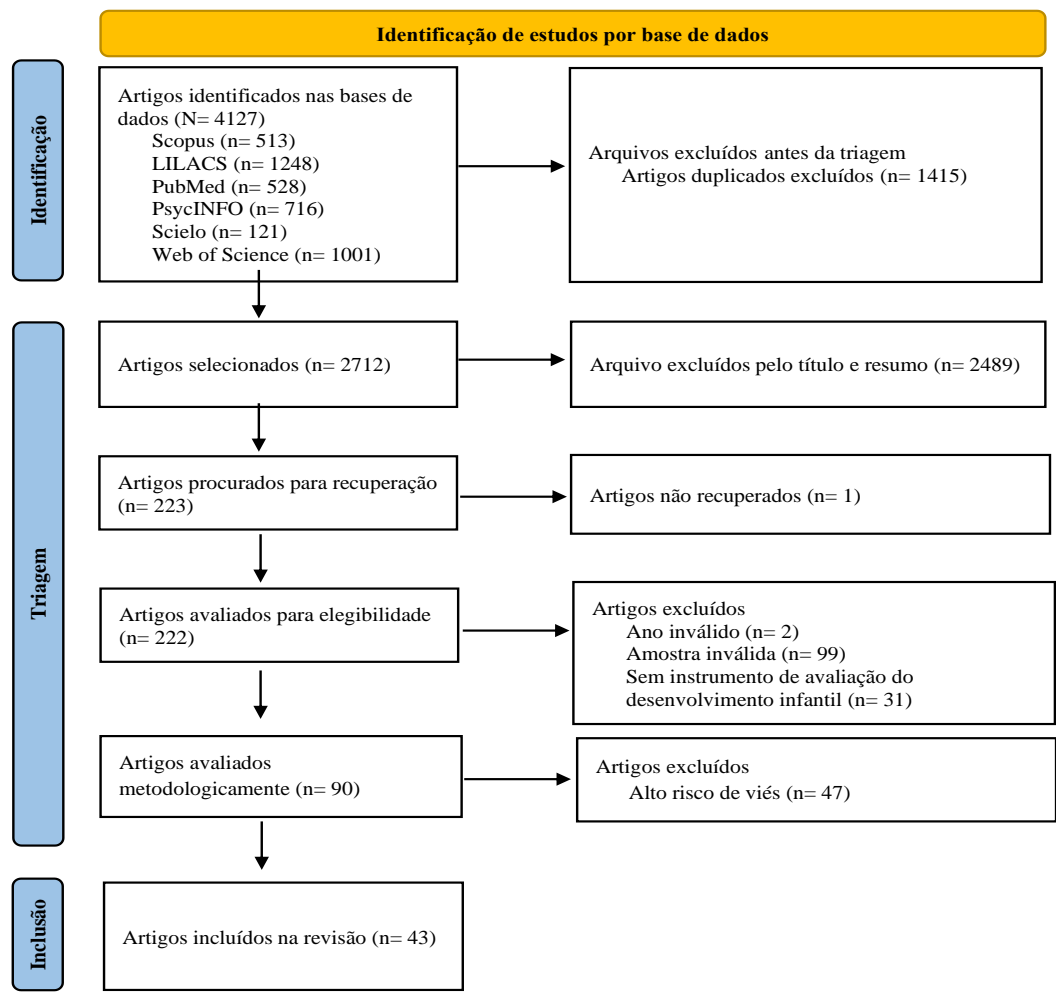 Identificação de estudos por base de dados
Identificação
Artigos identificados nas bases de
dados (N= 4127)
Scopus (n= 513)
LILACS (n= 1248)
PubMed (n= 528)
PsycINFO (n= 716)
Scielo (n= 121)
Web of Science (n= 1001)
Arquivos excluídos antes da triagem
Artigos duplicados excluídos (n= 1415)
Triagem
Artigos selecionados (n= 2712)
Arquivo excluídos pelo título e resumo (n= 2489)
Artigos procurados para recuperação
(n= 223)
Artigos não recuperados (n= 1)
Artigos avaliados para elegibilidade
(n= 222)
Artigos excluídos
Ano inválido (n= 2)
Amostra inválida (n= 99)
Sem instrumento de avaliação do
desenvolvimento infantil (n= 31)
Artigos avaliados
metodologicamente (n= 90)
Artigos excluídos
Alto risco de viés (n= 47)
Inclusão
Artigos incluídos na revisão (n= 43)